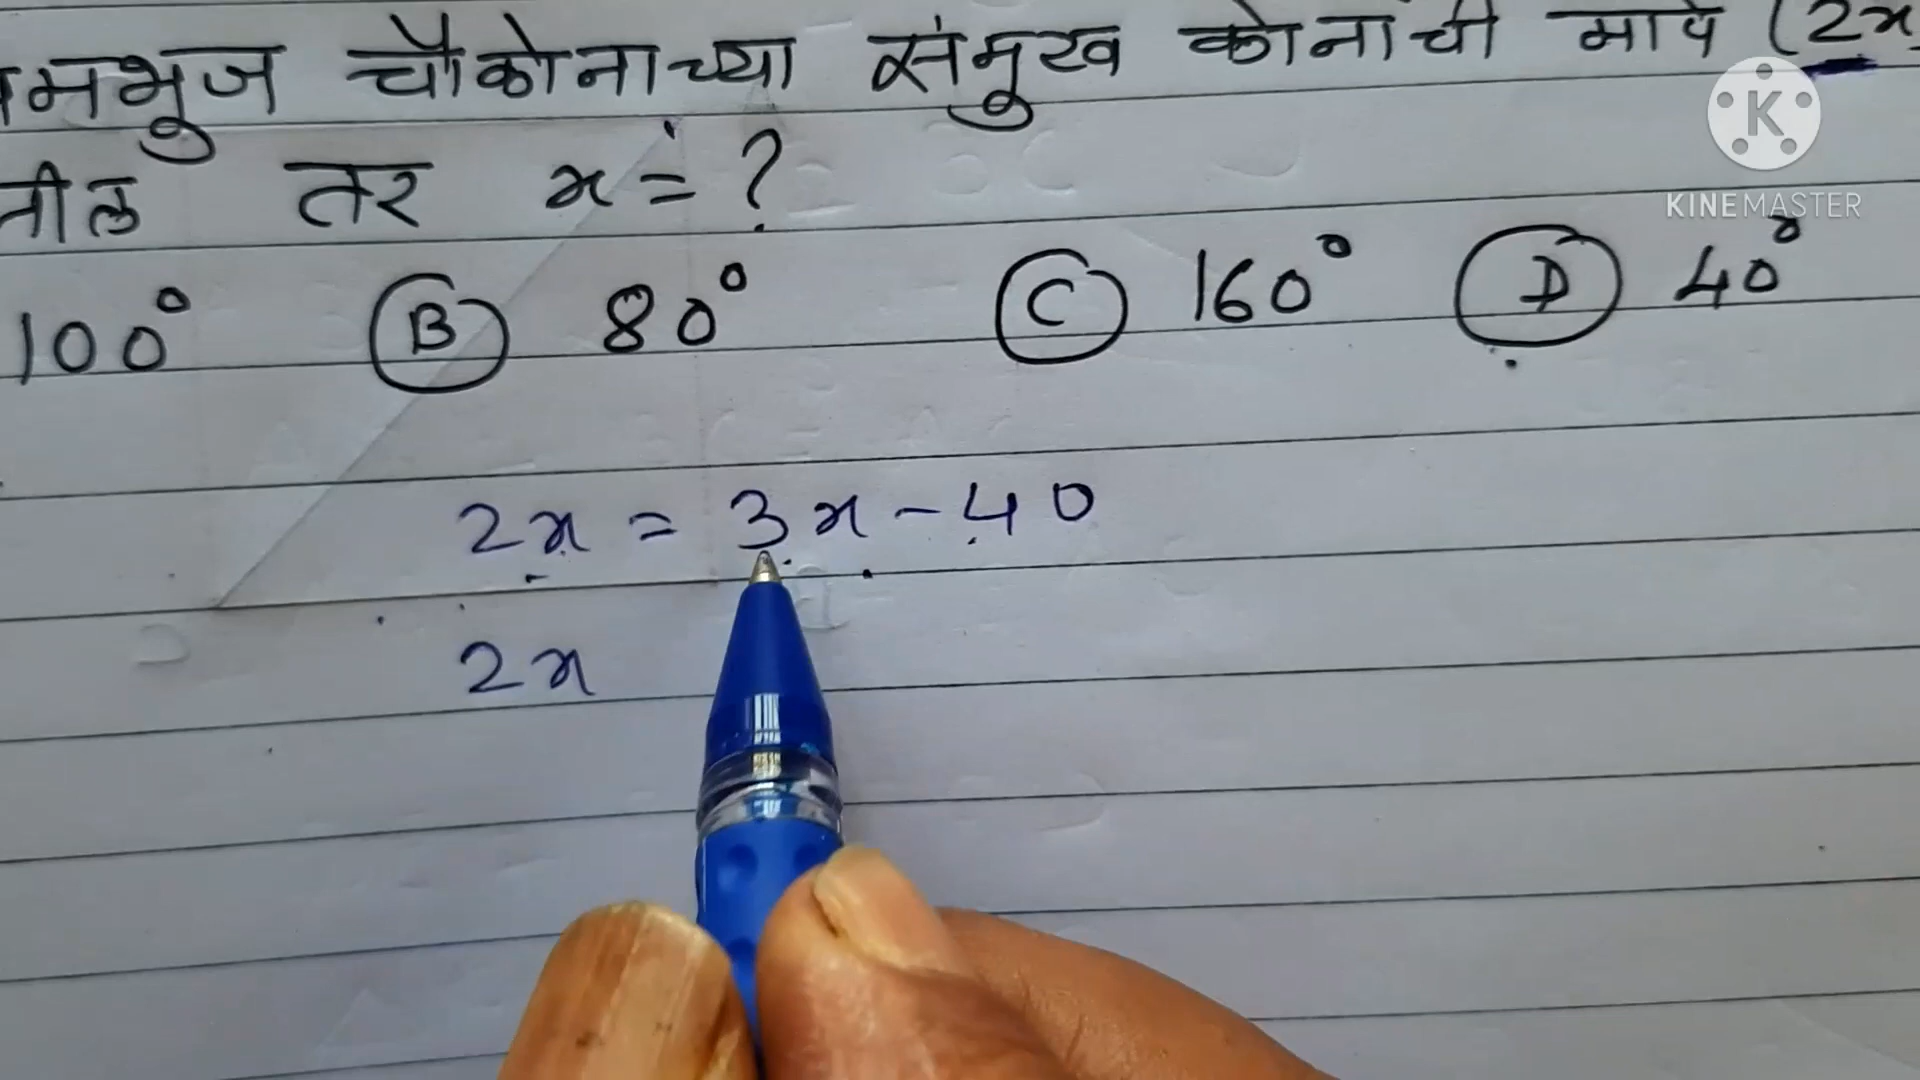 मभुज चौकोनाच्या संमुख कोनांची मापे (2x
तील तर x = ?
100° B 80° C 160° D 40°
2x = 3x - 40
2x
K
KINEMASTER